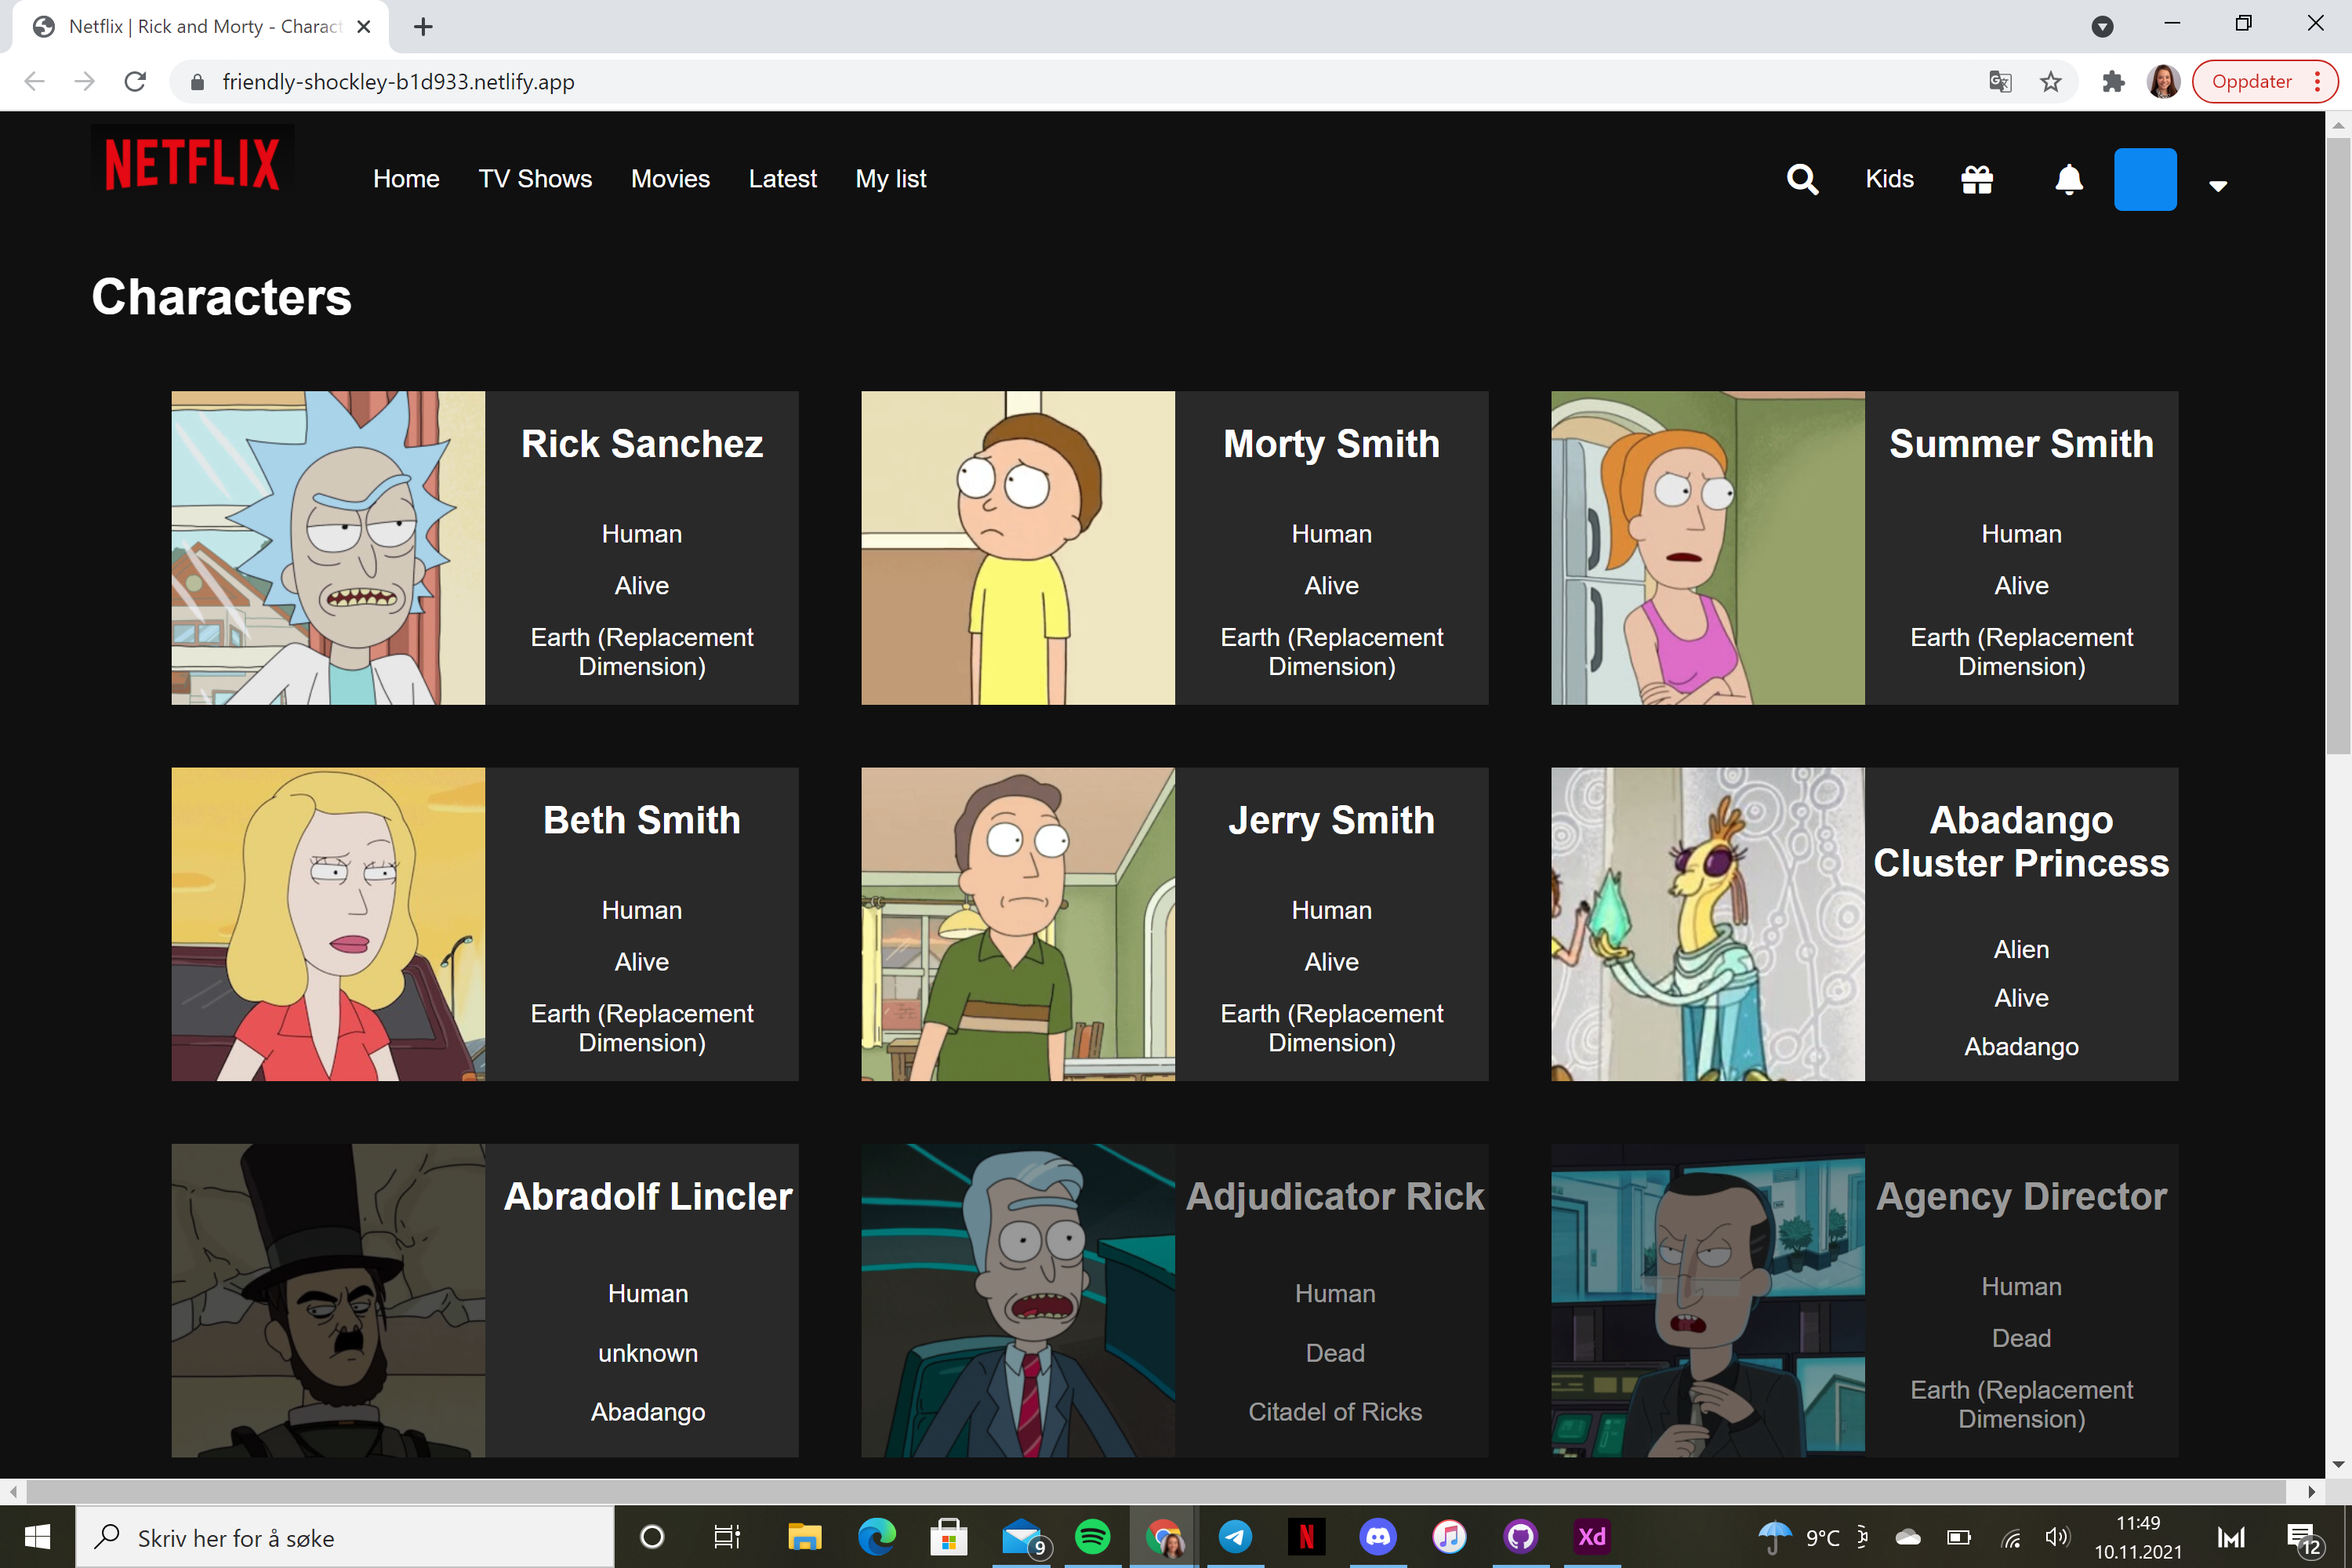 Netflix | Rick and Morty - Charact
friendly-shockley-b1d933.netlify.app
Oppdater
NETFLIX
Home TV Shows Movies Latest My list
Kids
Characters
Rick Sanchez
Human
Alive
Earth (Replacement
Dimension)
Morty Smith
Human
Alive
Earth (Replacement
Dimension)
Summer Smith
Human
Alive
Earth (Replacement
Dimension)
Beth Smith
Human
Alive
Earth (Replacement
Dimension)
Jerry Smith
Human
Alive
Earth (Replacement
Dimension)
Abadango
Cluster Princess
Alien
Alive
Abadango
Abradolf Lincler
Human
unknown
Abadango
Adjudicator Rick
Human
Dead
Citadel of Ricks
Agency Director
Human
Dead
Earth (Replacement
Dimension)
Skriv her for å søke
9
N
Xd
9°C
11:49
10.11.2021
12